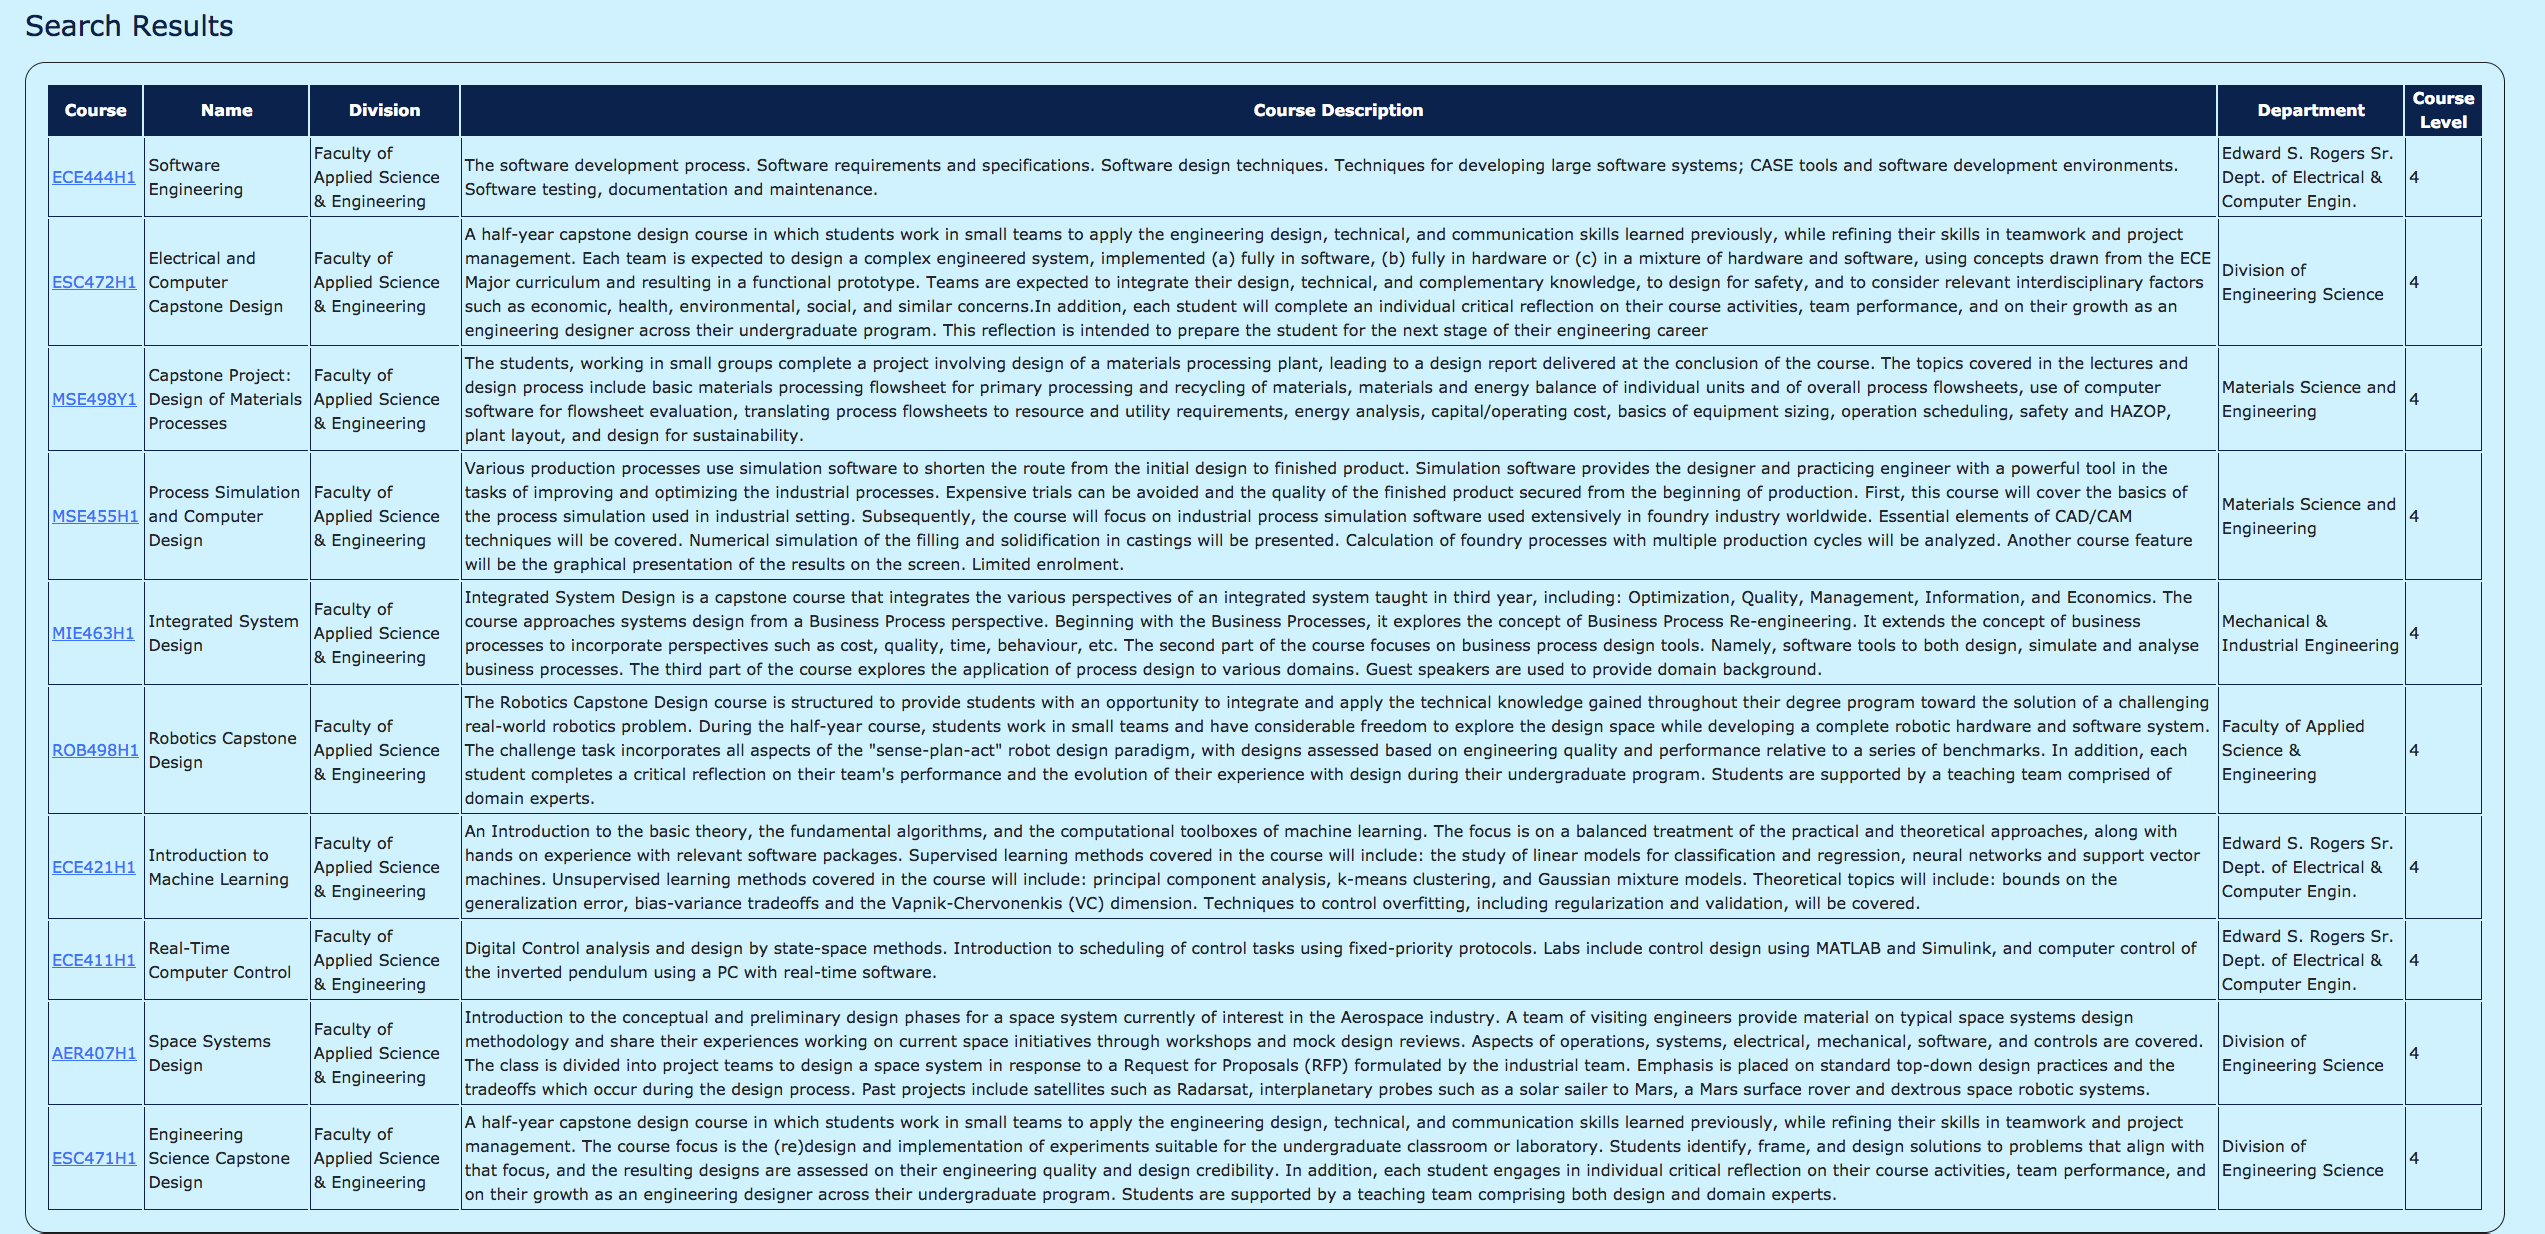 Search Results
Course Name Division Course Description Department Course Level
ECE444H1
Software
Engineering
Faculty of
Applied Science
& Engineering
The software development process. Software requirements and specifications. Software design techniques. Techniques for developing large software systems; CASE tools and software development environments.
Software testing, documentation and maintenance.
Edward S. Rogers Sr.
Dept. of Electrical &
Computer Engin.
4
ESC472H1
Electrical and
Computer
Capstone Design
Faculty of
Applied Science
& Engineering
A half-year capstone design course in which students work in small teams to apply the engineering design, technical, and communication skills learned previously, while refining their skills in teamwork and project
management. Each team is expected to design a complex engineered system, implemented (a) fully in software, (b) fully in hardware or (c) in a mixture of hardware and software, using concepts drawn from the ECE
Major curriculum and resulting in a functional prototype. Teams are expected to integrate their design, technical, and complementary knowledge, to design for safety, and to consider relevant interdisciplinary factors
such as economic, health, environmental, social, and similar concerns.In addition, each student will complete an individual critical reflection on their course activities, team performance, and on their growth as an
engineering designer across their undergraduate program. This reflection is intended to prepare the student for the next stage of their engineering career
Division of
Engineering Science
4
MSE498Y1
Capstone Project:
Design of Materials
Processes
Faculty of
Applied Science
& Engineering
The students, working in small groups complete a project involving design of a materials processing plant, leading to a design report delivered at the conclusion of the course. The topics covered in the lectures and
design process include basic materials processing flowsheet for primary processing and recycling of materials, materials and energy balance of individual units and of overall process flowsheets, use of computer
software for flowsheet evaluation, translating process flowsheets to resource and utility requirements, energy analysis, capital/operating cost, basics of equipment sizing, operation scheduling, safety and HAZOP,
plant layout, and design for sustainability.
Materials Science and
Engineering
4
MSE455H1
Process Simulation
and Computer
Design
Faculty of
Applied Science
& Engineering
Various production processes use simulation software to shorten the route from the initial design to finished product. Simulation software provides the designer and practicing engineer with a powerful tool in the
tasks of improving and optimizing the industrial processes. Expensive trials can be avoided and the quality of the finished product secured from the beginning of production. First, this course will cover the basics of
the process simulation used in industrial setting. Subsequently, the course will focus on industrial process simulation software used extensively in foundry industry worldwide. Essential elements of CAD/CAM
techniques will be covered. Numerical simulation of the filling and solidification in castings will be presented. Calculation of foundry processes with multiple production cycles will be analyzed. Another course feature
will be the graphical presentation of the results on the screen. Limited enrolment.
Materials Science and
Engineering
4
MIE463H1
Integrated System
Design
Faculty of
Applied Science
& Engineering
Integrated System Design is a capstone course that integrates the various perspectives of an integrated system taught in third year, including: Optimization, Quality, Management, Information, and Economics. The
course approaches systems design from a Business Process perspective. Beginning with the Business Processes, it explores the concept of Business Process Re-engineering. It extends the concept of business
processes to incorporate perspectives such as cost, quality, time, behaviour, etc. The second part of the course focuses on business process design tools. Namely, software tools to both design, simulate and analyse
business processes. The third part of the course explores the application of process design to various domains. Guest speakers are used to provide domain background.
Mechanical &
Industrial Engineering
4
ROB498H1
Robotics Capstone
Design
Faculty of
Applied Science
& Engineering
The Robotics Capstone Design course is structured to provide students with an opportunity to integrate and apply the technical knowledge gained throughout their degree program toward the solution of a challenging
real-world robotics problem. During the half-year course, students work in small teams and have considerable freedom to explore the design space while developing a complete robotic hardware and software system.
The challenge task incorporates all aspects of the "sense-plan-act" robot design paradigm, with designs assessed based on engineering quality and performance relative to a series of benchmarks. In addition, each
student completes a critical reflection on their team's performance and the evolution of their experience with design during their undergraduate program. Students are supported by a teaching team comprised of
domain experts.
Faculty of Applied
Science &
Engineering
4
ECE421H1
Introduction to
Machine Learning
Faculty of
Applied Science
& Engineering
An Introduction to the basic theory, the fundamental algorithms, and the computational toolboxes of machine learning. The focus is on a balanced treatment of the practical and theoretical approaches, along with
hands on experience with relevant software packages. Supervised learning methods covered in the course will include: the study of linear models for classification and regression, neural networks and support vector
machines. Unsupervised learning methods covered in the course will include: principal component analysis, k-means clustering, and Gaussian mixture models. Theoretical topics will include: bounds on the
generalization error, bias-variance tradeoffs and the Vapnik-Chervonenkis (VC) dimension. Techniques to control overfitting, including regularization and validation, will be covered.
Edward S. Rogers Sr.
Dept. of Electrical &
Computer Engin.
4
ECE411H1
Real-Time
Computer Control
Faculty of
Applied Science
& Engineering
Digital Control analysis and design by state-space methods. Introduction to scheduling of control tasks using fixed-priority protocols. Labs include control design using MATLAB and Simulink, and computer control of
the inverted pendulum using a PC with real-time software.
Edward S. Rogers Sr.
Dept. of Electrical &
Computer Engin.
4
AER407H1
Space Systems
Design
Faculty of
Applied Science
& Engineering
Introduction to the conceptual and preliminary design phases for a space system currently of interest in the Aerospace industry. A team of visiting engineers provide material on typical space systems design
methodology and share their experiences working on current space initiatives through workshops and mock design reviews. Aspects of operations, systems, electrical, mechanical, software, and controls are covered.
The class is divided into project teams to design a space system in response to a Request for Proposals (RFP) formulated by the industrial team. Emphasis is placed on standard top-down design practices and the
tradeoffs which occur during the design process. Past projects include satellites such as Radarsat, interplanetary probes such as a solar sailer to Mars, a Mars surface rover and dextrous space robotic systems.
Division of
Engineering Science
4
ESC471H1
Engineering
Science Capstone
Design
Faculty of
Applied Science
& Engineering
A half-year capstone design course in which students work in small teams to apply the engineering design, technical, and communication skills learned previously, while refining their skills in teamwork and project
management. The course focus is the (re)design and implementation of experiments suitable for the undergraduate classroom or laboratory. Students identify, frame, and design solutions to problems that align with
that focus, and the resulting designs are assessed on their engineering quality and design credibility. In addition, each student engages in individual critical reflection on their course activities, team performance, and
on their growth as an engineering designer across their undergraduate program. Students are supported by a teaching team comprising both design and domain experts.
Division of
Engineering Science
4